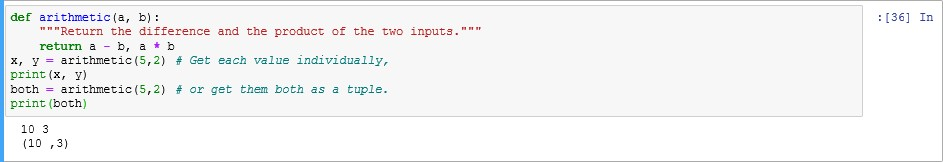 :[36] In
def arithmetic(a, b):
    """Return the difference and the product of the two inputs."""
    return a - b, a * b
x, y = arithmetic(5,2) # Get each value individually,
print(x, y)
both = arithmetic(5,2) # or get them both as a tuple.
print(both)
10 3
(10 ,3)